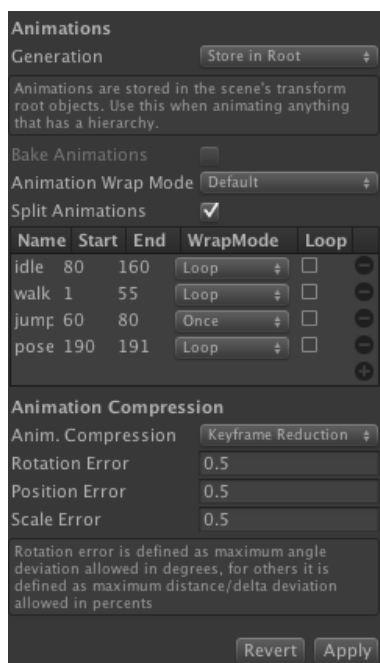 Animations
Generation Store in Root
Animations are stored in the scene's transform
root objects. Use this when animating anything
that has a hierarchy.
Bake Animations
Animation Wrap Mode Default
Split Animations
Name Start End WrapMode Loop
idle 80 160 Loop
walk 1 55 Loop
jump 60 80 Once
pose 190 191 Loop
Animation Compression
Anim. Compression Keyframe Reduction
Rotation Error 0.5
Position Error 0.5
Scale Error 0.5
Rotation error is defined as maximum angle
deviation allowed in degrees, for others it is
defined as maximum distance/delta deviation
allowed in percents
Revert Apply